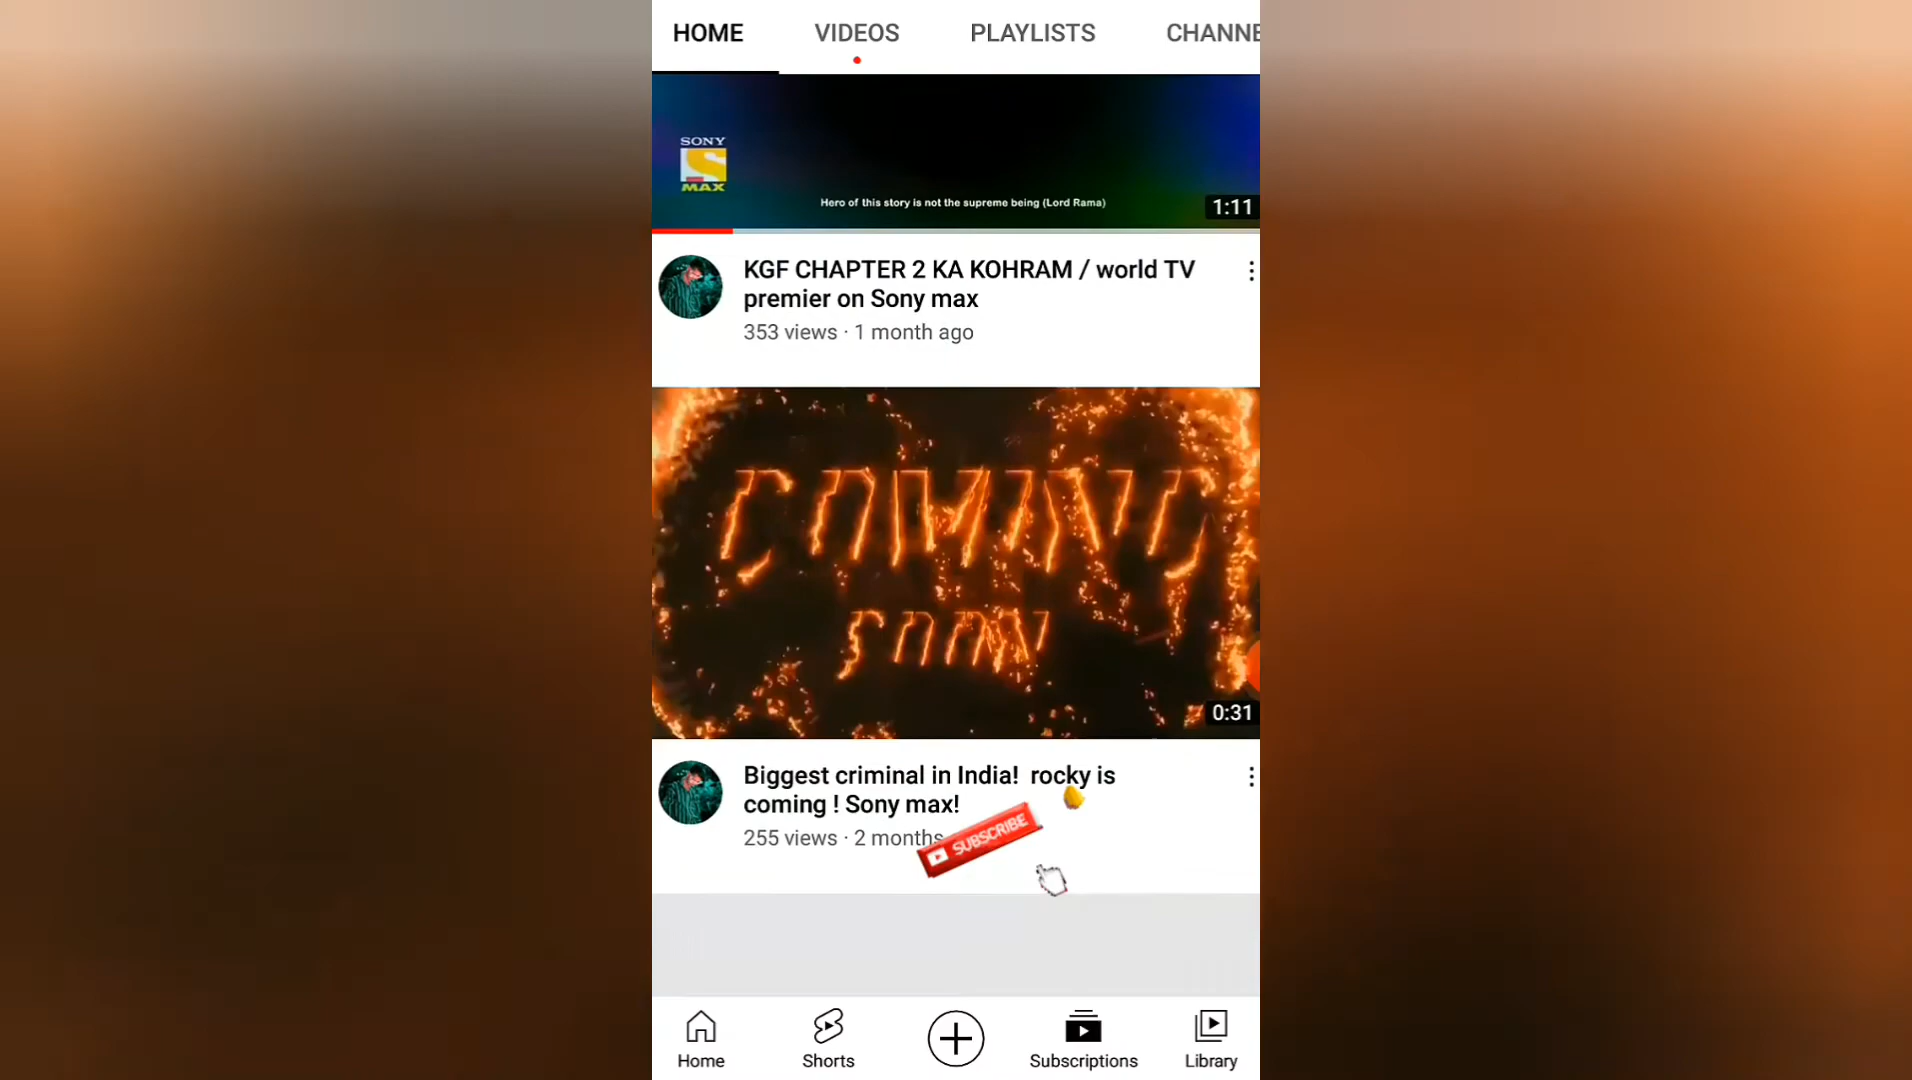 HOME VIDEOS PLAYLISTS CHANNE
SONY
MAX
Hero of this story is not the supreme being (Lord Rama)
1:11
KGF CHAPTER 2 KA KOHRAM / world TV
premier on Sony max
353 views · 1 month ago
COMING
SOON
0:31
Biggest criminal in India! rocky is
coming ! Sony max!
255 views · 2 months
SUBSCRIBE
Home Shorts Subscriptions Library